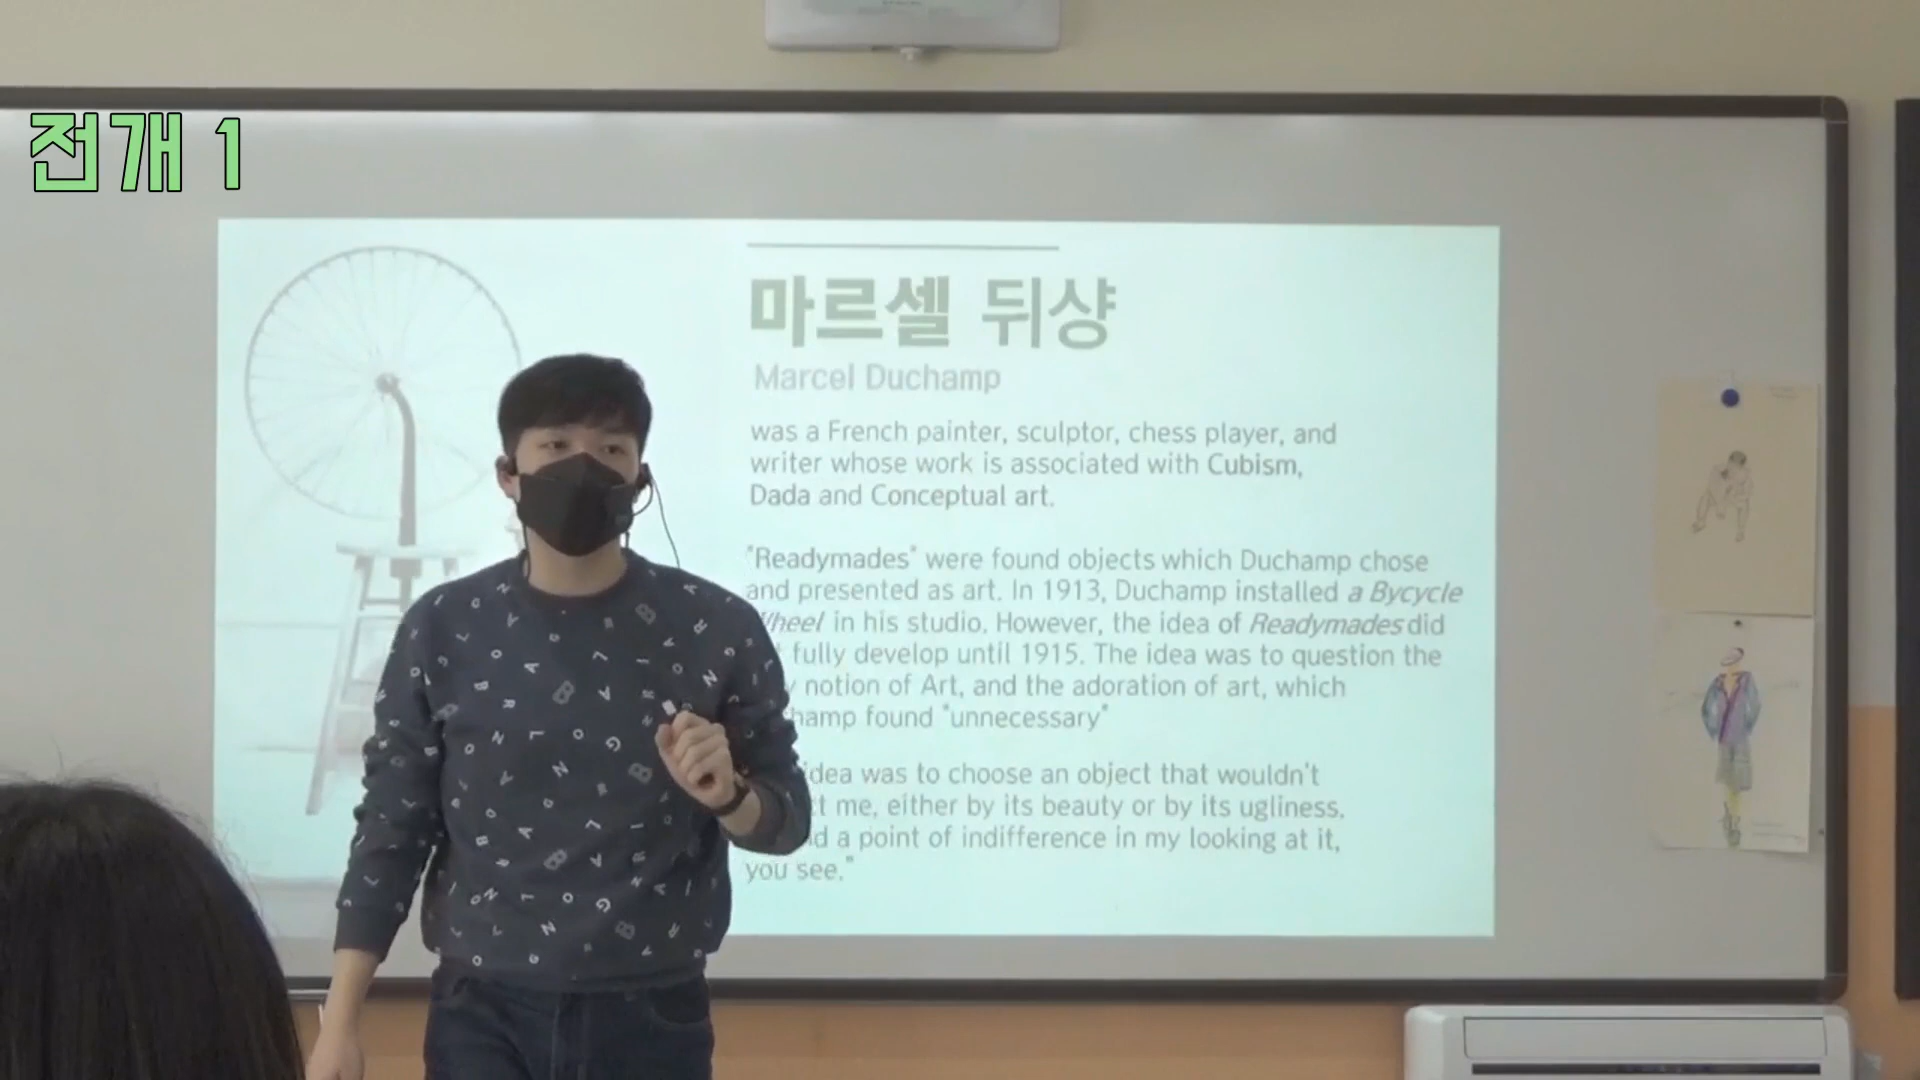 전개 1
마르셀 뒤샹
Marcel Duchamp
was a French painter, sculptor, chess player, and
writer whose work is associated with Cubism,
Dada and Conceptual art.
"Readymades" were found objects which Duchamp chose
and presented as art. In 1913, Duchamp installed a Bycycle
in his studio. However, the idea of Readymades did
fully develop until 1915. The idea was to question the
notion of Art, and the adoration of art, which
found "unnecessary"
idea was to choose an object that wouldn't
me, either by its beauty or by its ugliness.
a point of indifference in my looking at it,
you see."